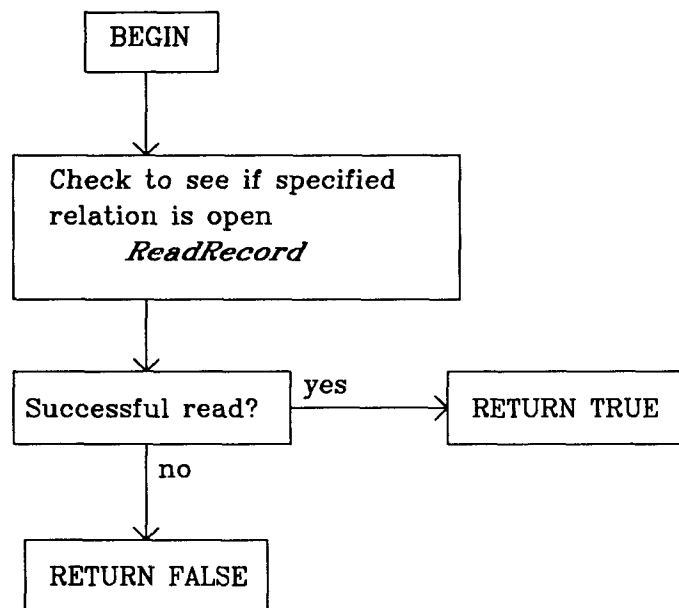 BEGIN
Check to see if specified
relation is open
ReadRecord
Successful read?
yes
RETURN TRUE
no
RETURN FALSE